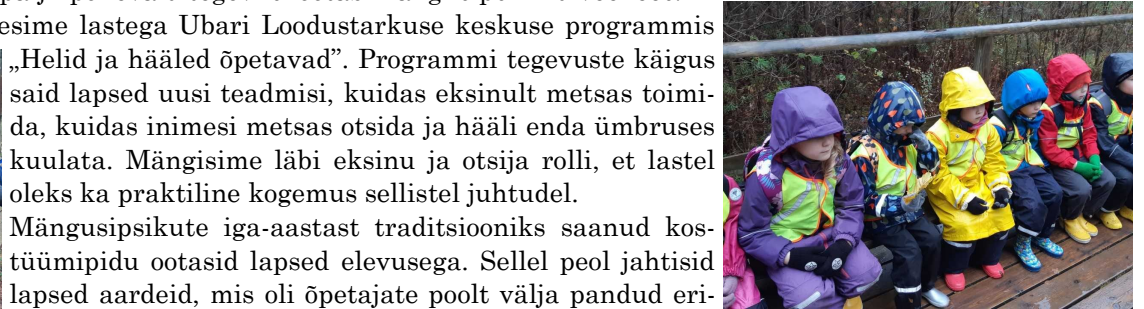 esime lastega Ubari Loodustarkuse keskuse programmis
„Helid ja hääled õpetavad”. Programmi tegevuste käigus
said lapsed uusi teadmisi, kuidas eksinult metsas toimi-
da, kuidas inimesi metsas otsida ja hääli enda ümbruses
kuulata. Mängisime läbi eksinu ja otsija rolli, et lastel
oleks ka praktiline kogemus sellistel juhtudel.
Mängusipsikute iga-aastast traditsiooniks saanud kos-
tüümipidu ootasid lapsed elevusega. Sellel peol jahtisid
lapsed aardeid, mis oli õpetajate poolt välja pandud eri-